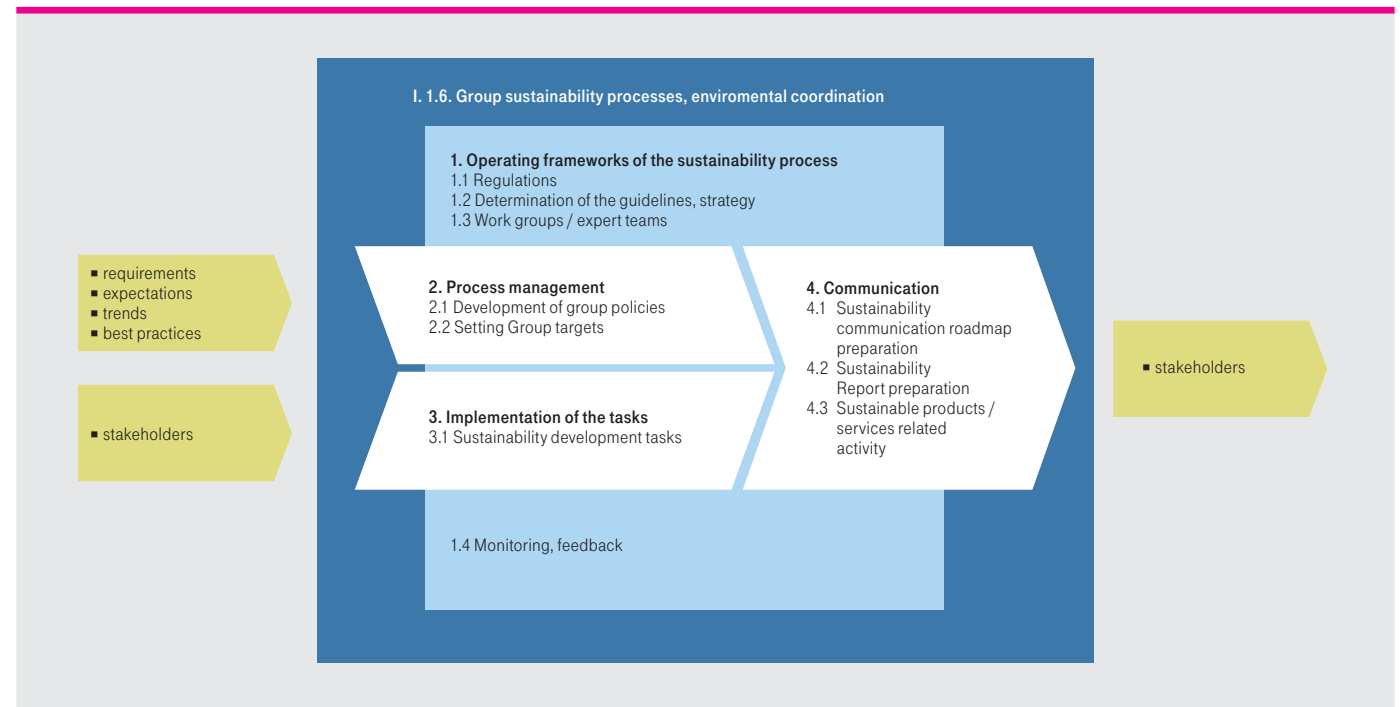 I. 1.6. Group sustainability processes, enviromental coordination
1. Operating frameworks of the sustainability process
1.1 Regulations
1.2 Determination of the guidelines, strategy
1.3 Work groups / expert teams
▪ requirements
▪ expectations
▪ trends
▪ best practices
▪ stakeholders
2. Process management
2.1 Development of group policies
2.2 Setting Group targets
3. Implementation of the tasks
3.1 Sustainability development tasks
4. Communication
4.1 Sustainability
communication roadmap
preparation
4.2 Sustainability
Report preparation
4.3 Sustainable products /
services related
activity
▪ stakeholders
1.4 Monitoring, feedback